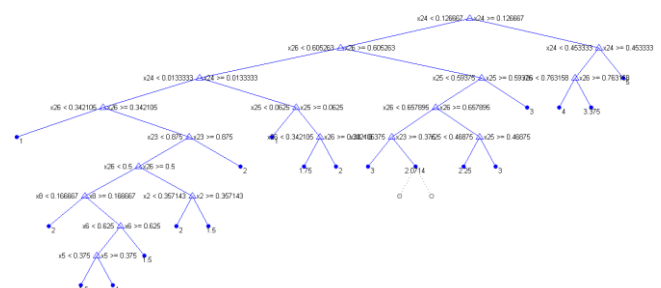 x24 < 0.126667 x24 >= 0.126667
x26 < 0.605263 x26 >= 0.605263
x24 < 0.453333 x24 >= 0.453333
x24 < 0.0133333 x24 >= 0.0133333
x25 < 0.59375 x25 >= 0.59375
x26 < 0.763158 x26 >= 0.763158
5
x26 < 0.342105 x26 >= 0.342105
x25 < 0.0625 x25 >= 0.0625
x26 < 0.657895 x26 >= 0.657895
3
4
3.375
1
x23 < 0.875 x23 >= 0.875
1
x26 >= 0.342105
x23 >= 0.375
x25 < 0.46875 x25 >= 0.46875
x26 < 0.5 x26 >= 0.5
2
1.75
2
3
2.0714
2.25
3
x8 < 0.166667 x8 >= 0.166667
x2 < 0.357143 x2 >= 0.357143
2
x6 < 0.625 x6 >= 0.625
2
1.5
x5 < 0.375 x5 >= 0.375
1.5